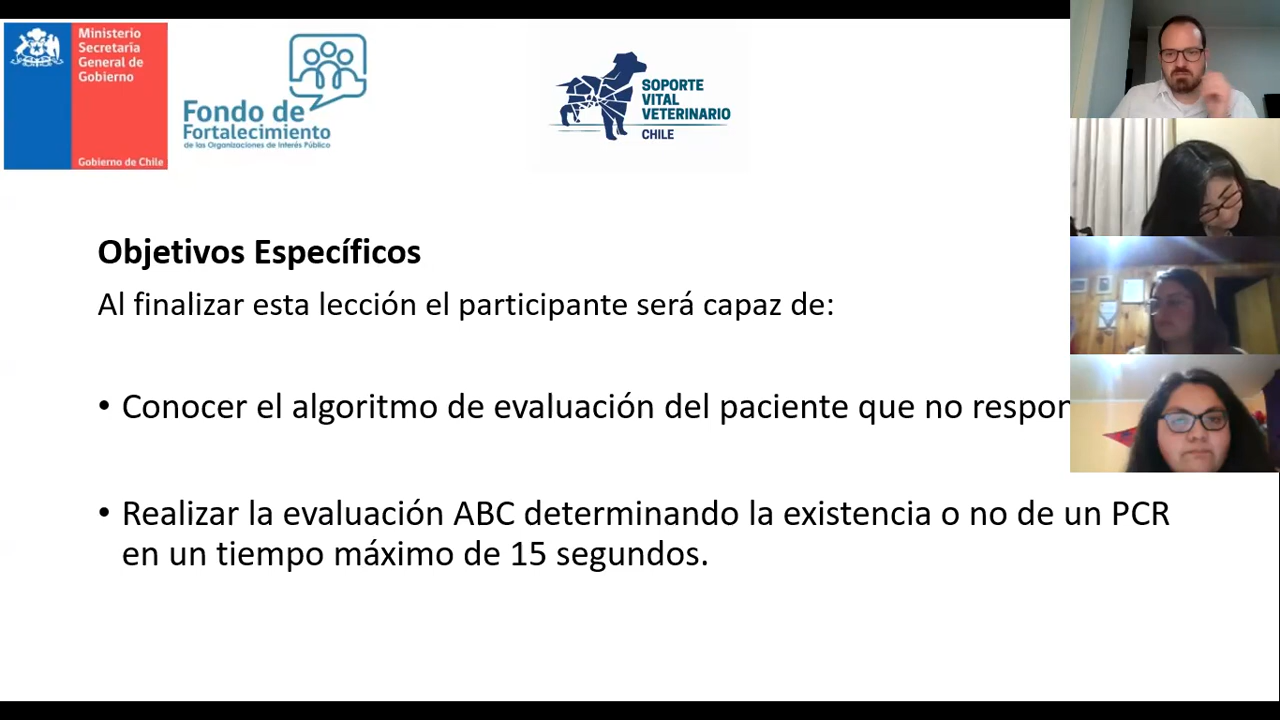 Ministerio
Secretaría
General de
Gobierno
Gobierno de Chile
Fondo de
Fortalecimiento
de las Organizaciones de Interés Público
SOPORTE
VITAL
VETERINARIO
CHILE
Objetivos Específicos
Al finalizar esta lección el participante será capaz de:
• Conocer el algoritmo de evaluación del paciente que no respon
• Realizar la evaluación ABC determinando la existencia o no de un PCR
en un tiempo máximo de 15 segundos.